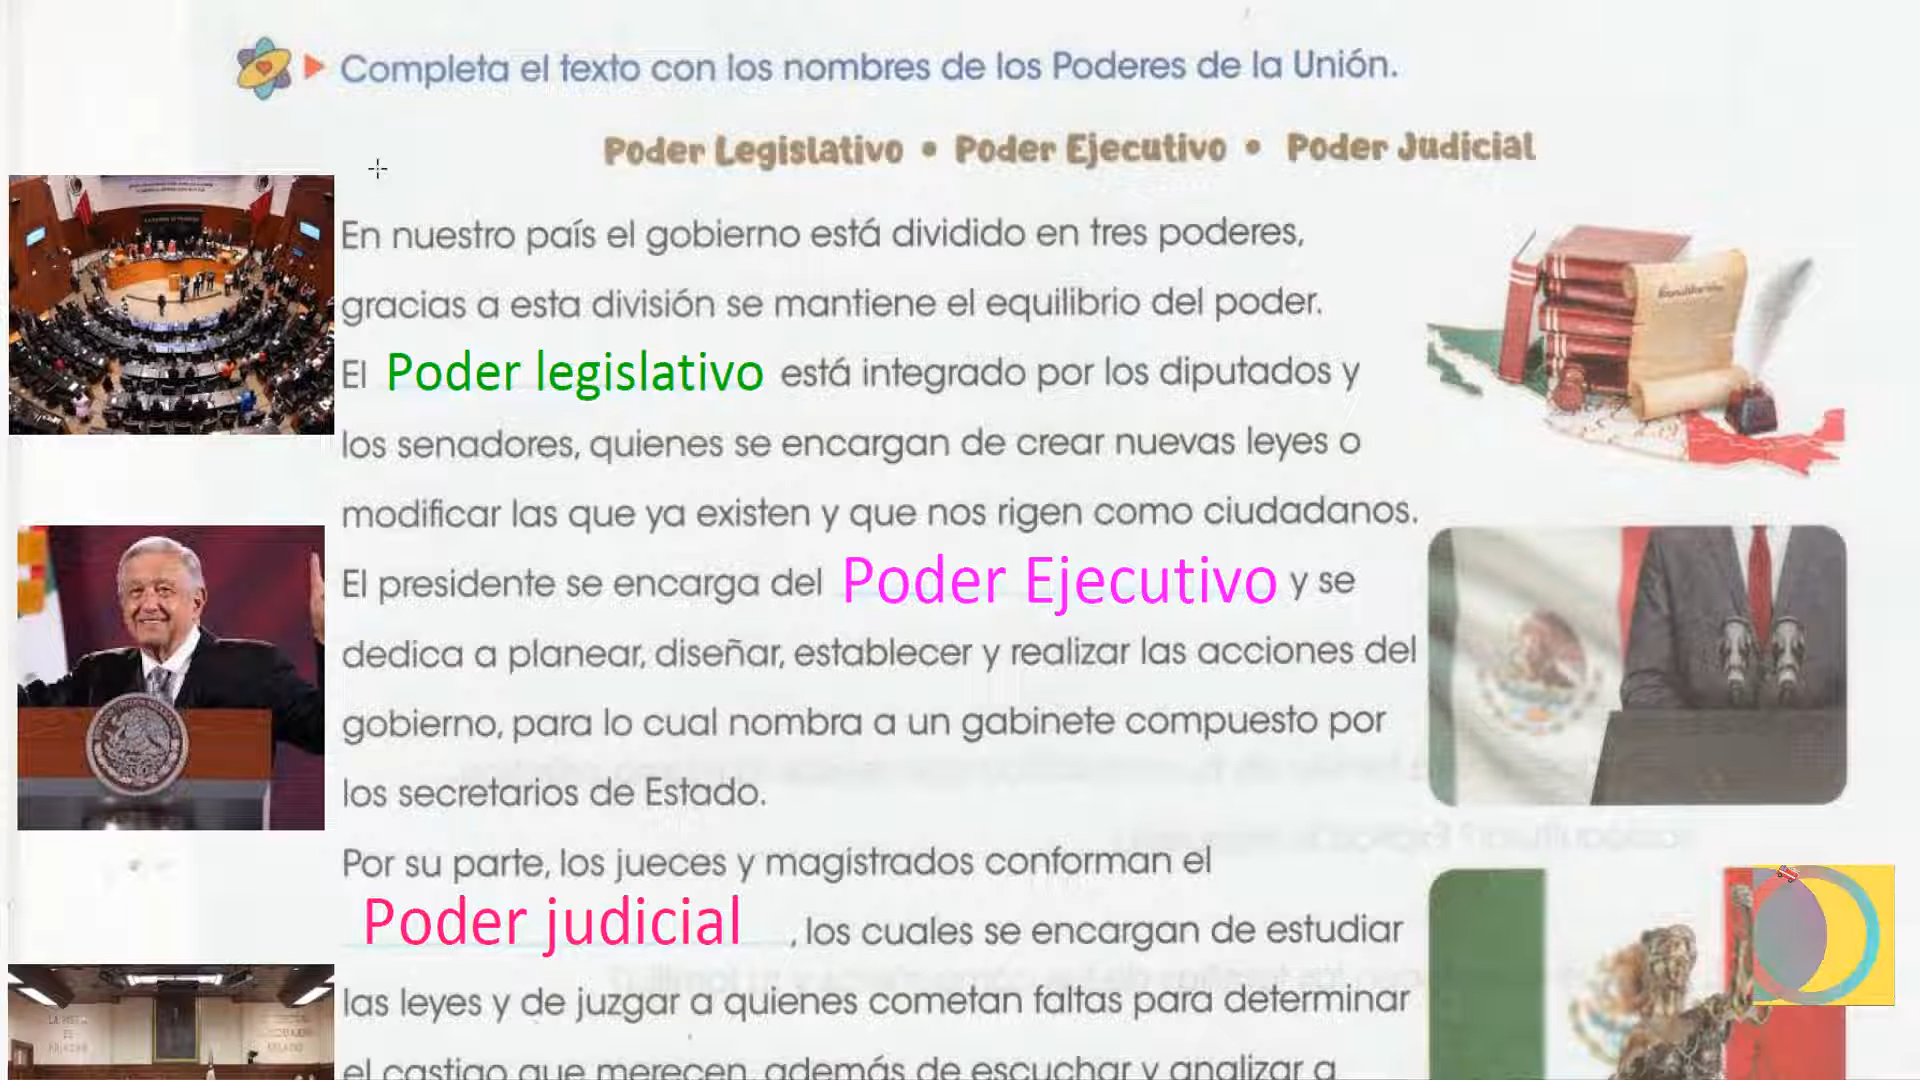 Completa el texto con los nombres de los Poderes de la Unión.
Poder Legislativo • Poder Ejecutivo • Poder Judicial
En nuestro país el gobierno está dividido en tres poderes,
gracias a esta división se mantiene el equilibrio del poder.
El Poder legislativo está integrado por los diputados y
los senadores, quienes se encargan de crear nuevas leyes o
modificar las que ya existen y que nos rigen como ciudadanos.
El presidente se encarga del Poder Ejecutivo y se
dedica a planear, diseñar, establecer y realizar las acciones del
gobierno, para lo cual nombra a un gabinete compuesto por
los secretarios de Estado.
Por su parte, los jueces y magistrados conforman el
Poder judicial , los cuales se encargan de estudiar
las leyes y de juzgar a quienes cometan faltas para determinar
el castigo que merecen, además de escuchar y analizar a